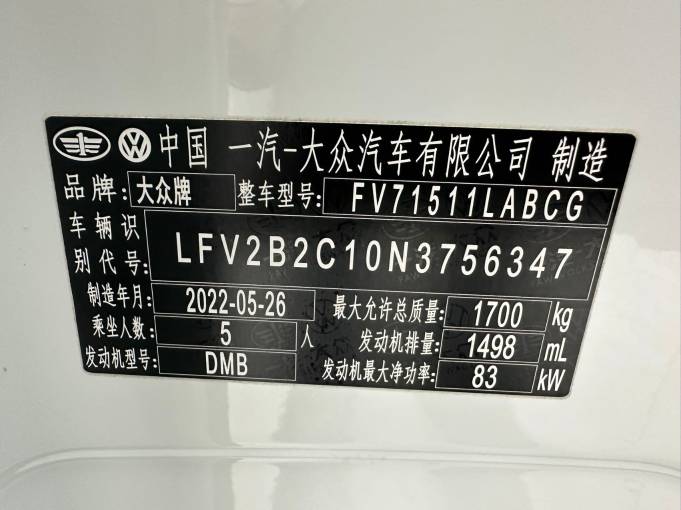 中国 一汽-大众汽车有限公司 制造
品牌: 大众牌 整车型号: FV71511LABCG
车辆识别代号: LFV2B2C10N3756347
制造年月: 2022-05-26 最大允许总质量: 1700 kg
乘坐人数: 5 人 发动机排量: 1498 mL
发动机型号: DMB 发动机最大净功率: 83 kW